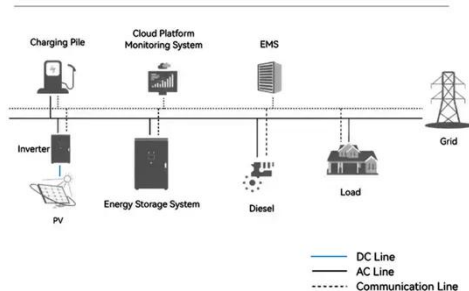 Charging Pile
Cloud Platform
Monitoring System
EMS
Inverter
Grid
PV
Energy Storage System
Diesel
Load
DC Line
AC Line
Communication Line